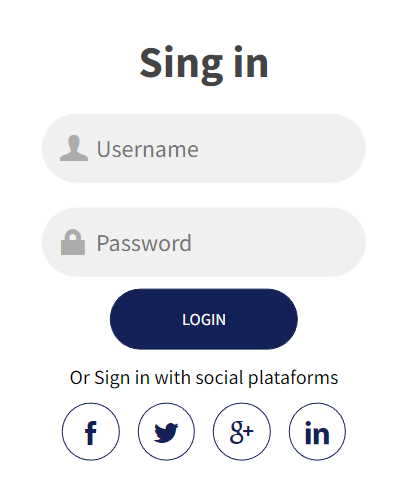 Sing in
Username
Password
LOGIN
Or Sign in with social plataforms
f g+ in